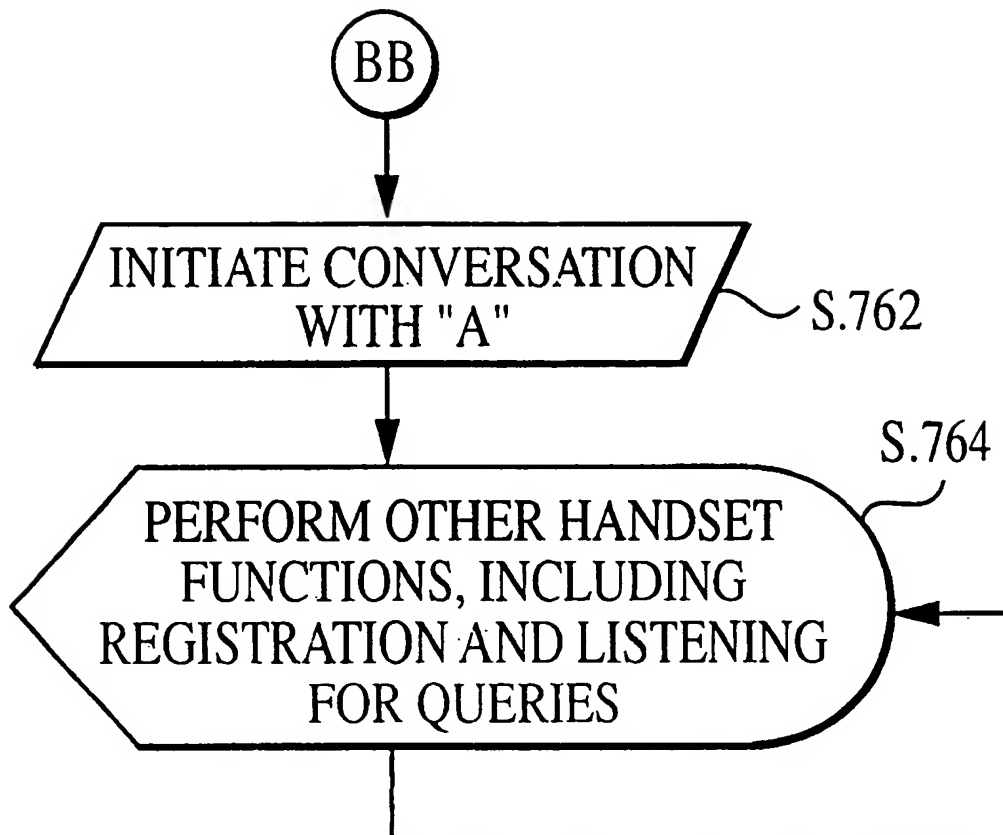 BB
INITIATE CONVERSATION
WITH "A"
S.762
S.764
PERFORM OTHER HANDSET
FUNCTIONS, INCLUDING
REGISTRATION AND LISTENING
FOR QUERIES